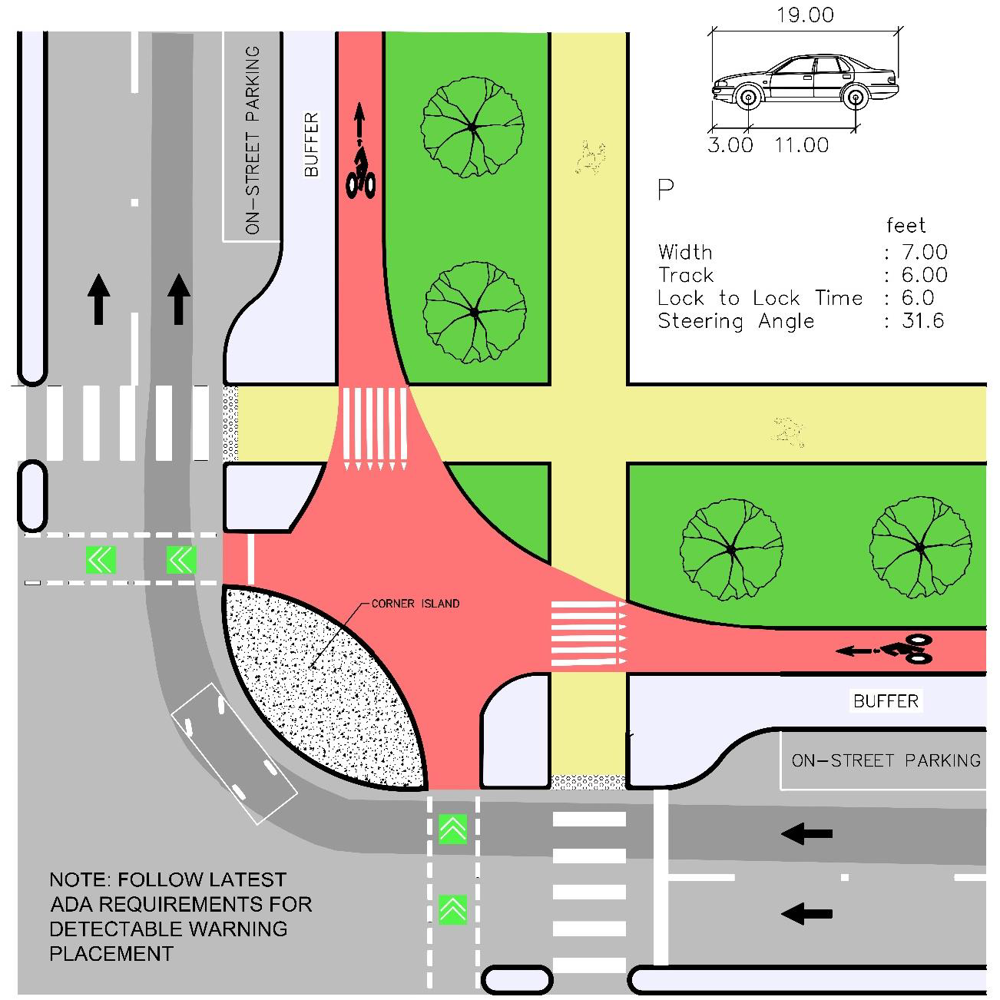 19.00
3.00 11.00
P
feet
Width : 7.00
Track : 6.00
Lock to Lock Time : 6.0
Steering Angle : 31.6
ON-STREET PARKING
BUFFER
CORNER ISLAND
BUFFER
ON-STREET PARKING
NOTE: FOLLOW LATEST
ADA REQUIREMENTS FOR
DETECTABLE WARNING
PLACEMENT